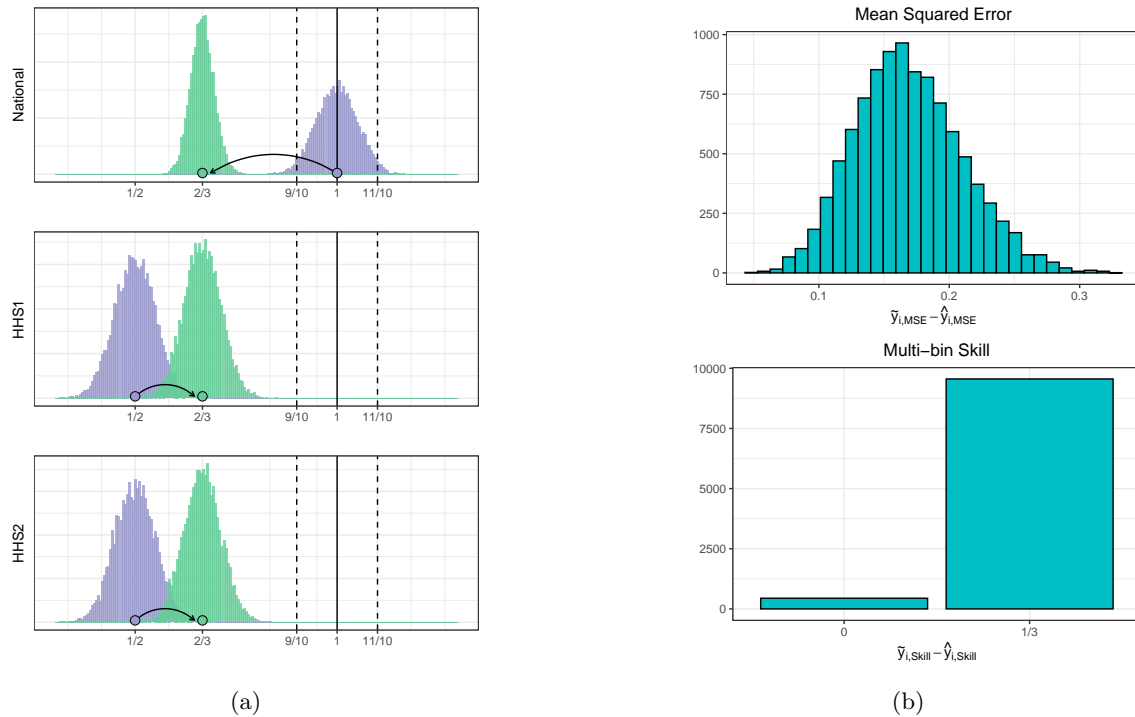 National
1/2 2/3 9/10 1 11/10
HHS1
1/2 2/3 9/10 1 11/10
HHS2
1/2 2/3 9/10 1 11/10
(a)
Mean Squared Error
1000
750
500
250
0
0.1 0.2 0.3
ỹi,MSE − ŷi,MSE
Multi−bin Skill
10000
7500
5000
2500
0
0 1/3
ỹi,Skill − ŷi,Skill
(b)